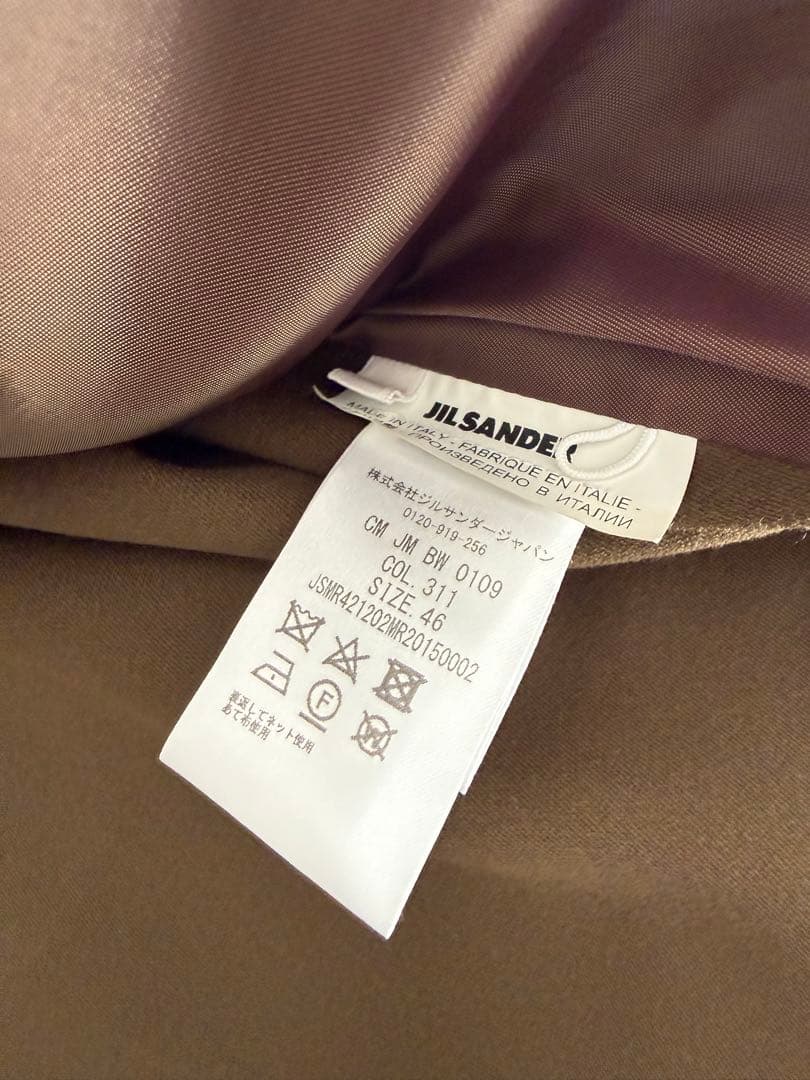 JIL SANDER
MADE IN ITALY - FABRIQUE EN ITALIE -
ПРОИЗВЕДЕНО В ИТАЛИИ
株式会社ジルサンダージャパン
0120-919-256
CM JM BW 0109
COL. 311
SIZE. 46
JSMR421202MR20150002
F
W
裏返してネット使用
あて布使用